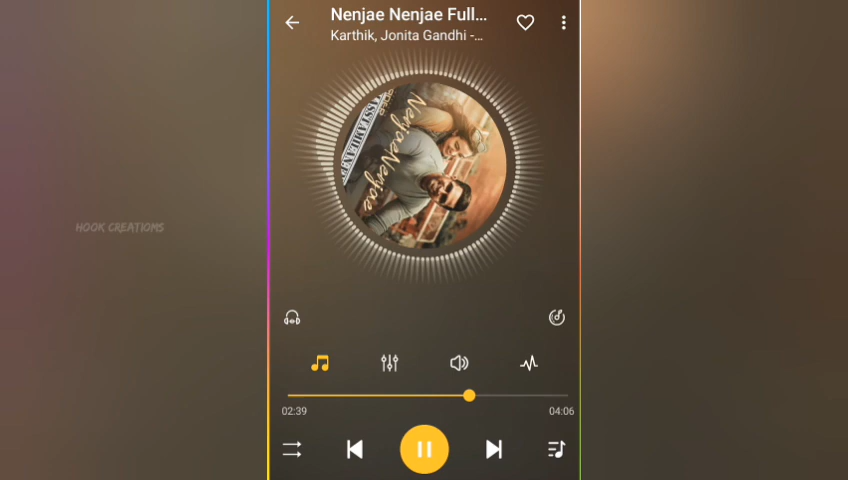 Nenjae Nenjae Full...
Karthik, Jonita Gandhi -...
Nenjae Nenjae
HOOK CREATIONS
02:39
04:06